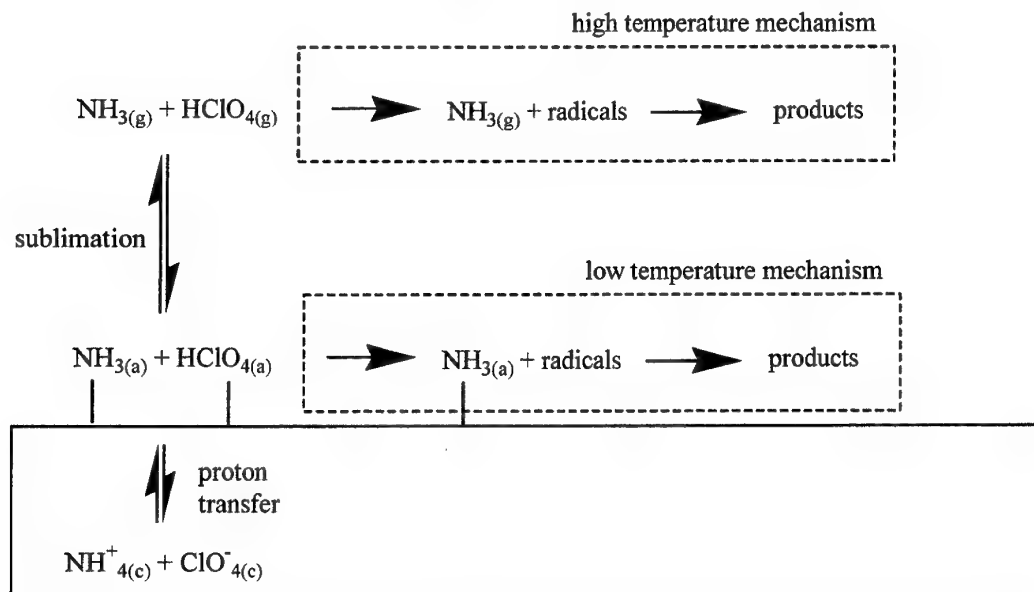 high temperature mechanism
NH3(g) + HClO4(g) NH3(g) + radicals products
sublimation
low temperature mechanism
NH3(a) + HClO4(a) NH3(a) + radicals products
proton
transfer
NH+4(c) + ClO-4(c)